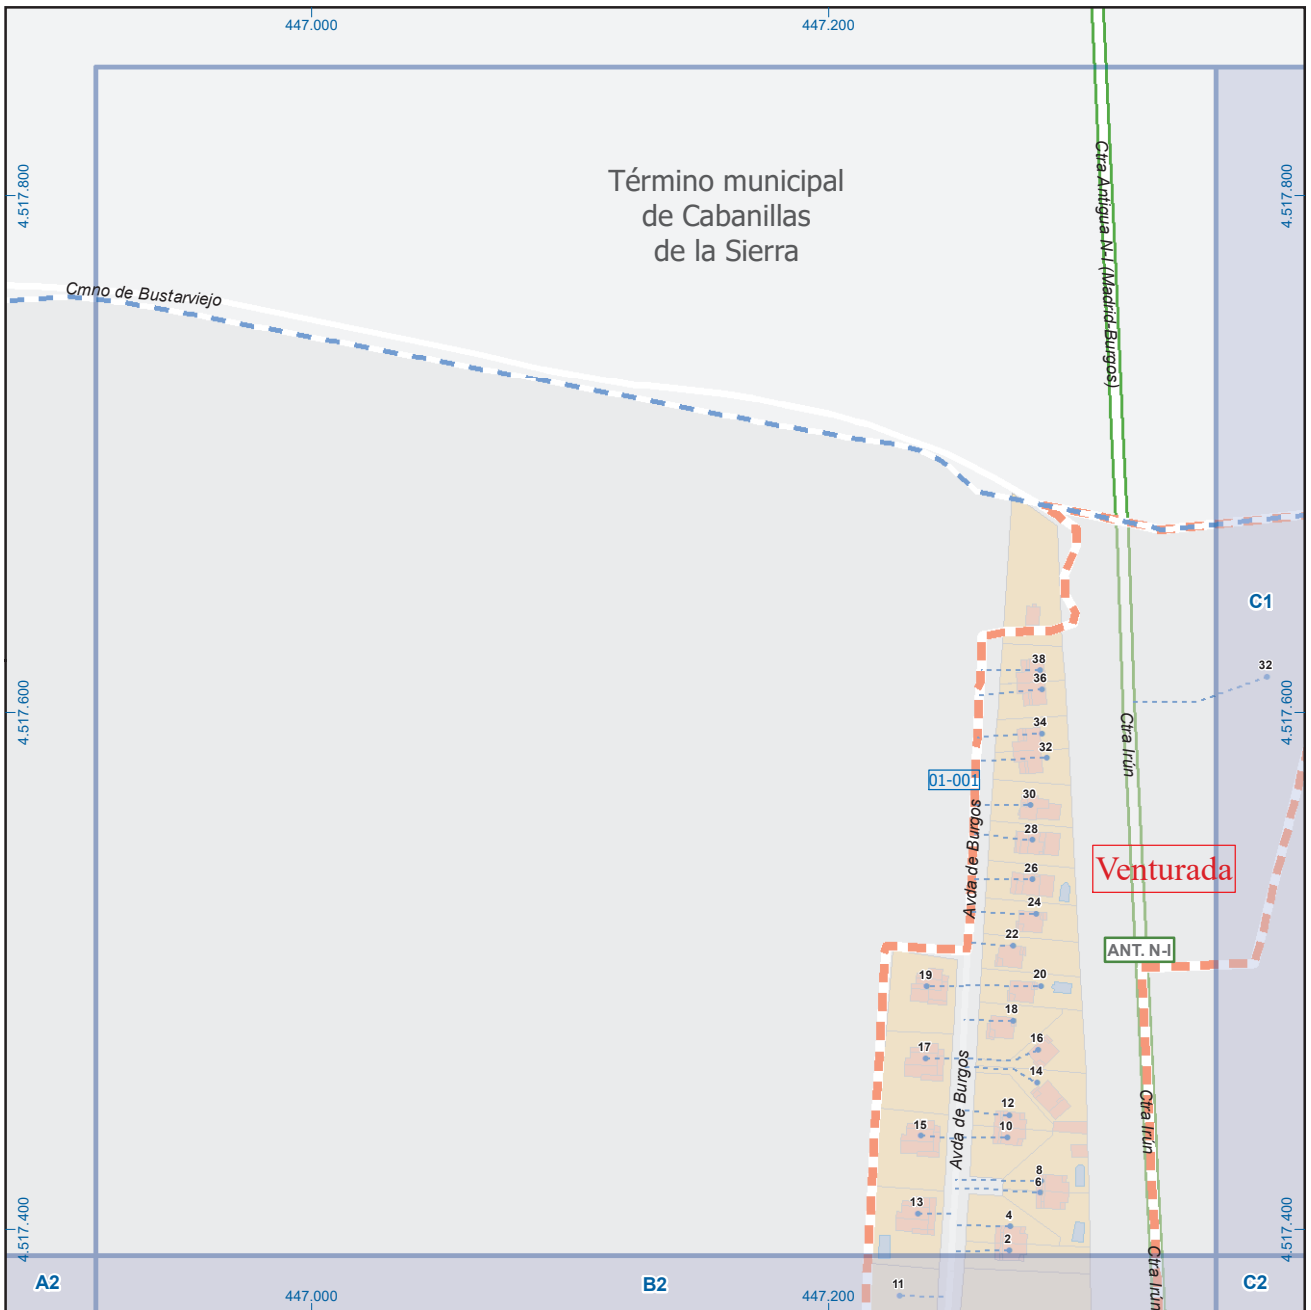 447.000
447.200
4.517.800
4.517.800
Ctra Antigua N-I (Madrid-Burgos)
Término municipal
de Cabanillas
de la Sierra
Cmno de Bustarviejo
C1
38
32
36
4.517.600
4.517.600
34
Ctra Irún
32
01-001
30
Avda de Burgos
28
Venturada
26
24
22
ANT. N-I
19
20
18
17
16
14
Avda de Burgos
12
Ctra Irún
15
10
8
6
13
4
4.517.400
4.517.400
2
Ctra Irún
A2
B2
C2
11
447.000
447.200